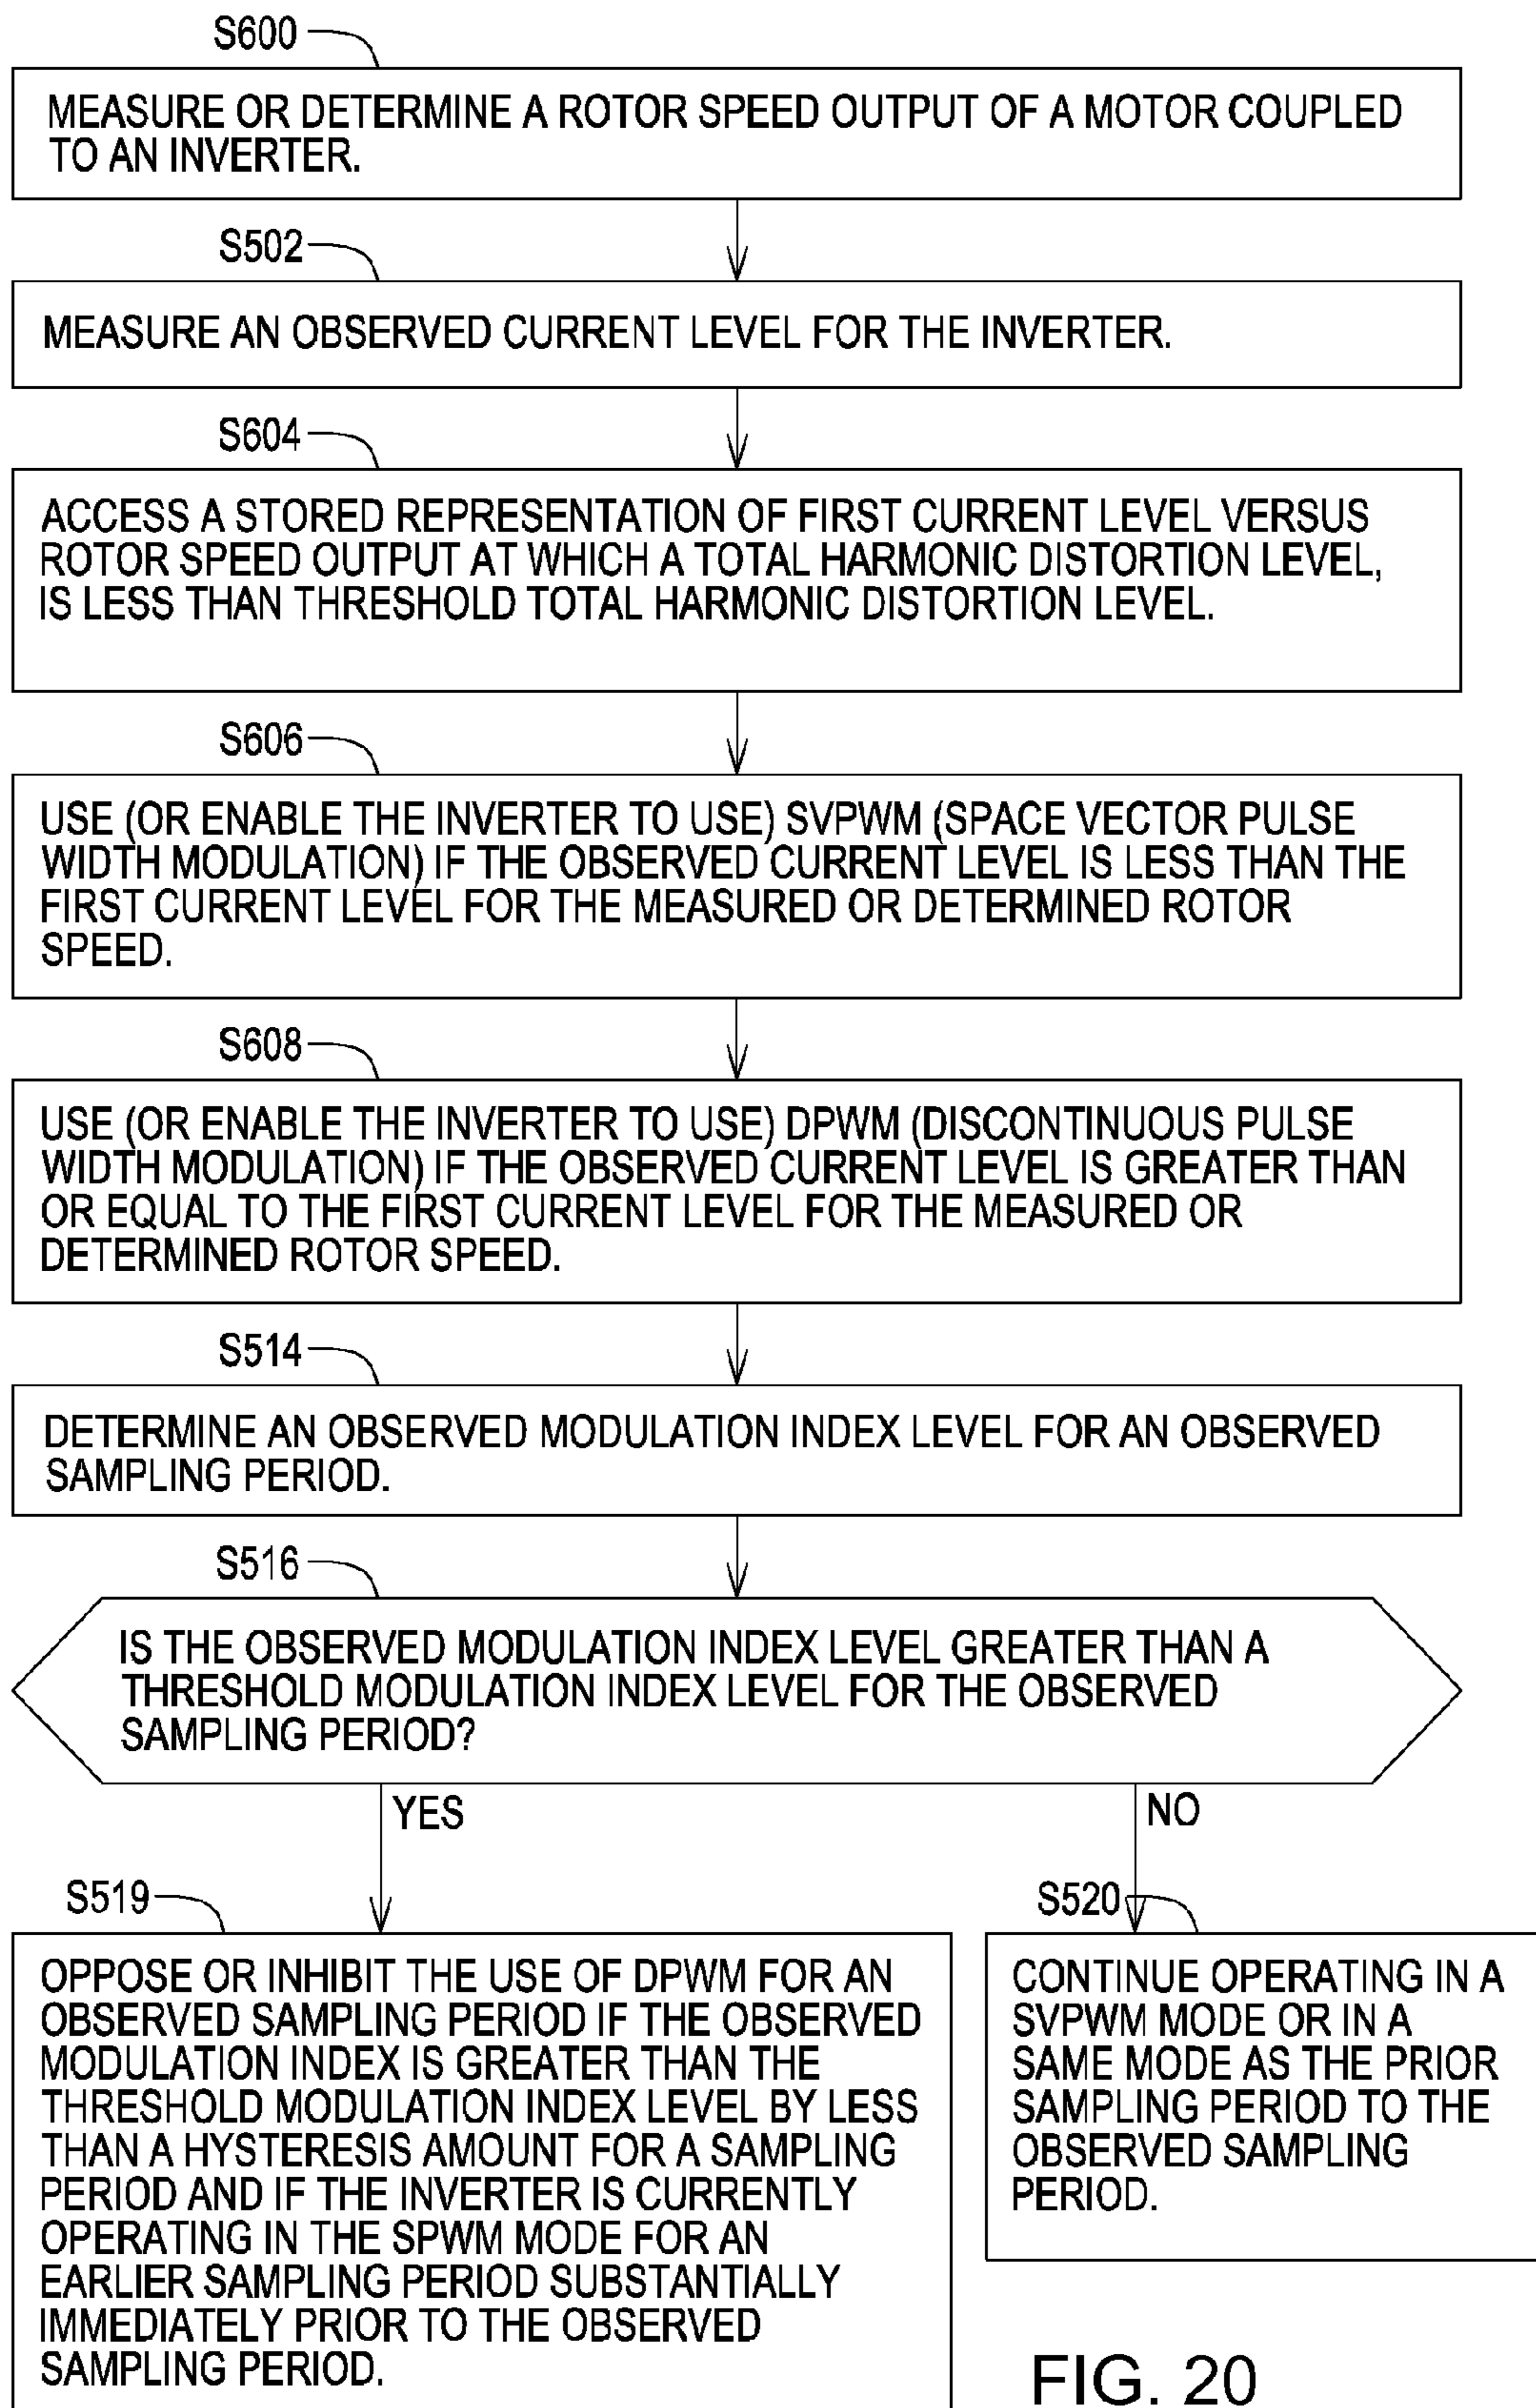 S600
MEASURE OR DETERMINE A ROTOR SPEED OUTPUT OF A MOTOR COUPLED
TO AN INVERTER.
S502
MEASURE AN OBSERVED CURRENT LEVEL FOR THE INVERTER.
S604
ACCESS A STORED REPRESENTATION OF FIRST CURRENT LEVEL VERSUS
ROTOR SPEED OUTPUT AT WHICH A TOTAL HARMONIC DISTORTION LEVEL,
IS LESS THAN THRESHOLD TOTAL HARMONIC DISTORTION LEVEL.
S606
USE (OR ENABLE THE INVERTER TO USE) SVPWM (SPACE VECTOR PULSE
WIDTH MODULATION) IF THE OBSERVED CURRENT LEVEL IS LESS THAN THE
FIRST CURRENT LEVEL FOR THE MEASURED OR DETERMINED ROTOR
SPEED.
S608
USE (OR ENABLE THE INVERTER TO USE) DPWM (DISCONTINUOUS PULSE
WIDTH MODULATION) IF THE OBSERVED CURRENT LEVEL IS GREATER THAN
OR EQUAL TO THE FIRST CURRENT LEVEL FOR THE MEASURED OR
DETERMINED ROTOR SPEED.
S514
DETERMINE AN OBSERVED MODULATION INDEX LEVEL FOR AN OBSERVED
SAMPLING PERIOD.
S516
IS THE OBSERVED MODULATION INDEX LEVEL GREATER THAN A
THRESHOLD MODULATION INDEX LEVEL FOR THE OBSERVED
SAMPLING PERIOD?
YES
NO
S519
OPPOSE OR INHIBIT THE USE OF DPWM FOR AN
OBSERVED SAMPLING PERIOD IF THE OBSERVED
MODULATION INDEX IS GREATER THAN THE
THRESHOLD MODULATION INDEX LEVEL BY LESS
THAN A HYSTERESIS AMOUNT FOR A SAMPLING
PERIOD AND IF THE INVERTER IS CURRENTLY
OPERATING IN THE SPWM MODE FOR AN
EARLIER SAMPLING PERIOD SUBSTANTIALLY
IMMEDIATELY PRIOR TO THE OBSERVED
SAMPLING PERIOD.
S520
CONTINUE OPERATING IN A
SVPWM MODE OR IN A
SAME MODE AS THE PRIOR
SAMPLING PERIOD TO THE
OBSERVED SAMPLING
PERIOD.
FIG. 20